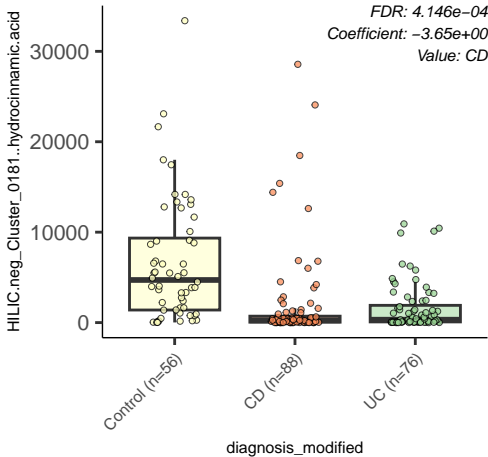 FDR: 4.146e−04
Coefficient: −3.65e+00
Value: CD
HILIC.neg_Cluster_0181..hydrocinnamic.acid
30000
20000
10000
0
Control (n=56)
CD (n=88)
UC (n=76)
diagnosis_modified